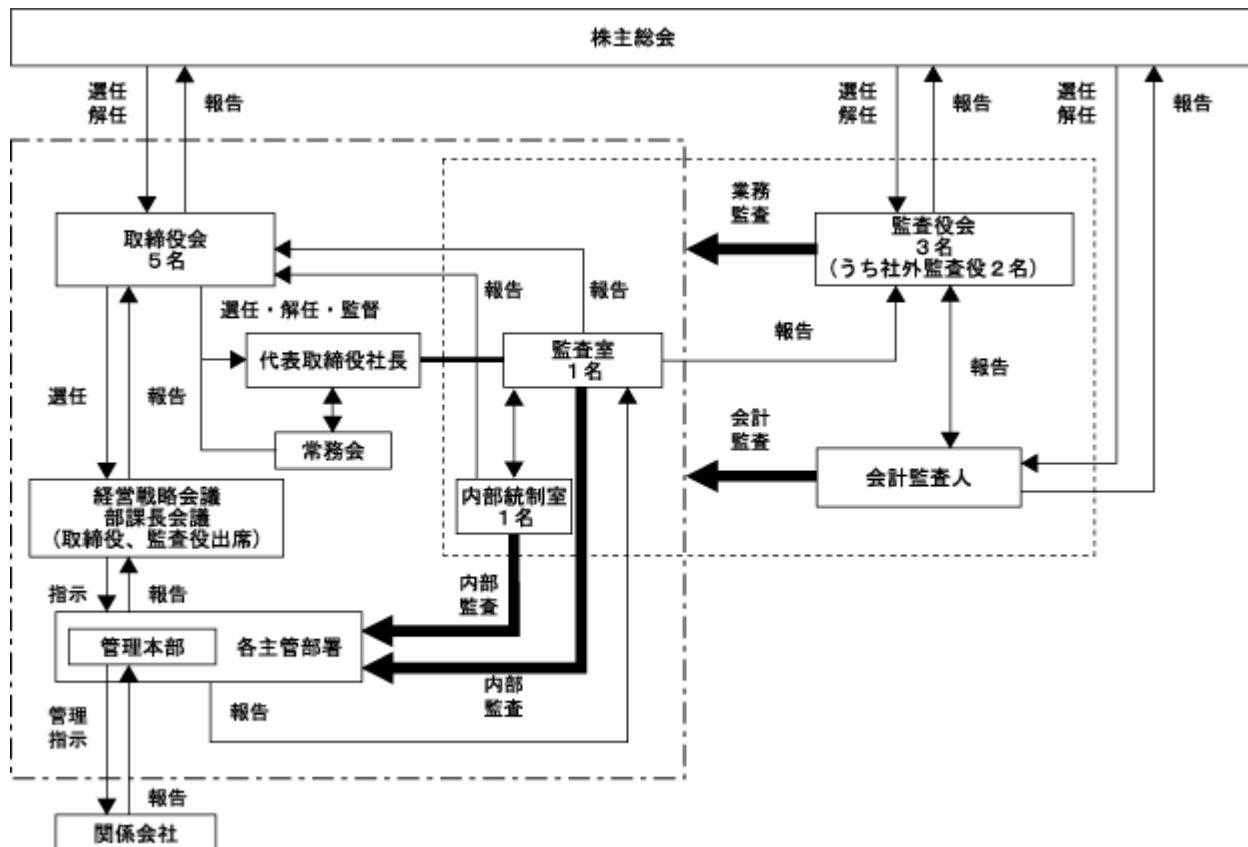 株主総会
選任
解任
報告
選任
解任
報告
選任
解任
報告
業務
監査
取締役会
5名
監査役会
3名
(うち社外監査役2名)
報告
報告
選任・解任・監督
代表取締役社長
監査室
1名
報告
報告
選任
報告
常務会
会計
監査
会計監査人
経営戦略会議
部課長会議
(取締役、監査役出席)
内部統制室
1名
指示
報告
内部
監査
管理本部
各主管部署
内部
監査
報告
管理
指示
報告
関係会社